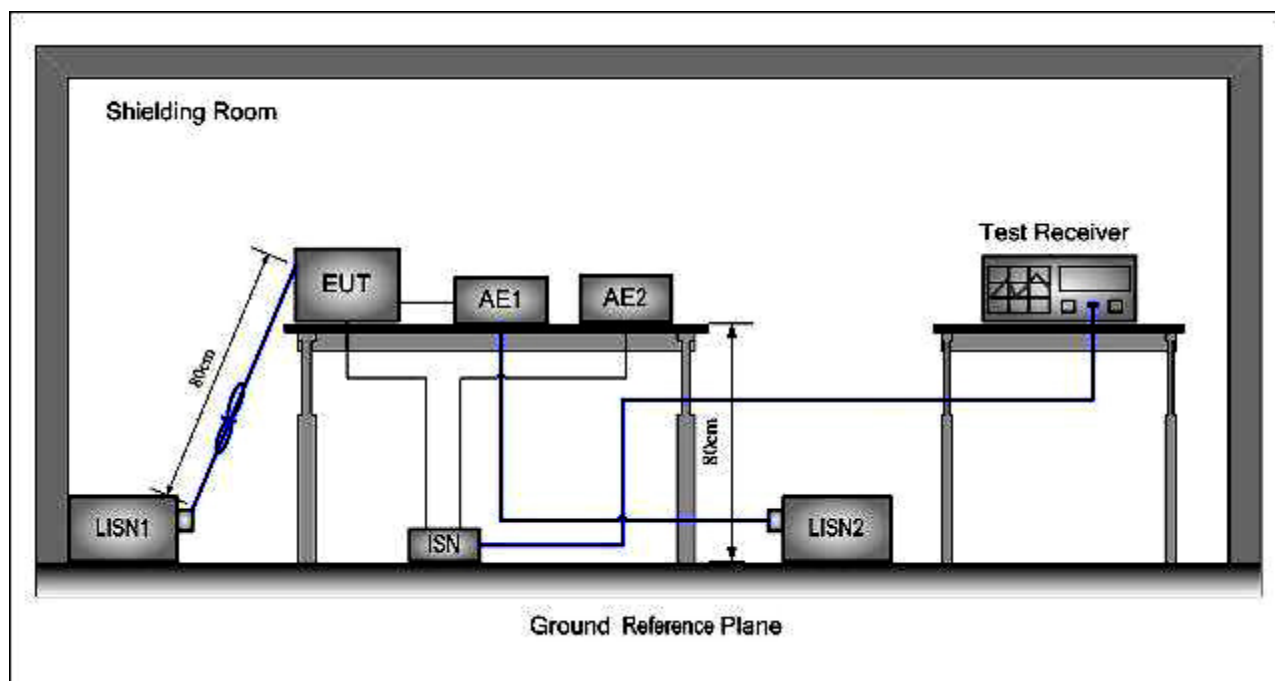 Shielding Room
Test Receiver
EUT
AE1
AE2
80cm
80cm
LISN1
ISN
LISN2
Ground Reference Plane